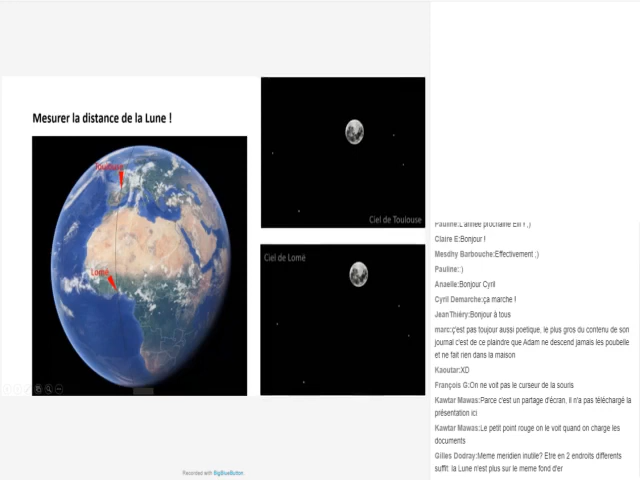 Mesurer la distance de la Lune !
Toulouse
Lomé
Ciel de Toulouse
Ciel de Lomé
Recorded with BigBlueButton.
Claire E:Bonjour !
Mesdhy Barbouche:Effectivement ;)
Pauline::)
Anaelle:Bonjour Cyril
Cyril Demarche:ça marche !
JeanThiéry:Bonjour à tous
marc:ç'est pas toujour aussi poetique, le plus gros du contenu de son
journal c'est de ce plaindre que Adam ne descend jamais les poubelle
et ne fait rien dans la maison
Kaoutar:XD
François G:On ne voit pas le curseur de la souris
Kawtar Mawas:Parce c'est un partage d'écran, il n'a pas téléchargé la
présentation ici
Kawtar Mawas:Le petit point rouge on le voit quand on charge les
documents
Gilles Dodray:Meme meridien inutile? Etre en 2 endroits differents
suffit: la Lune n'est plus sur le meme fond d'er